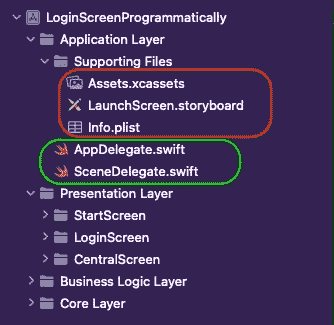 LoginScreenProgrammatically
Application Layer
Supporting Files
Assets.xcassets
LaunchScreen.storyboard
Info.plist
AppDelegate.swift
SceneDelegate.swift
Presentation Layer
StartScreen
LoginScreen
CentralScreen
Business Logic Layer
Core Layer